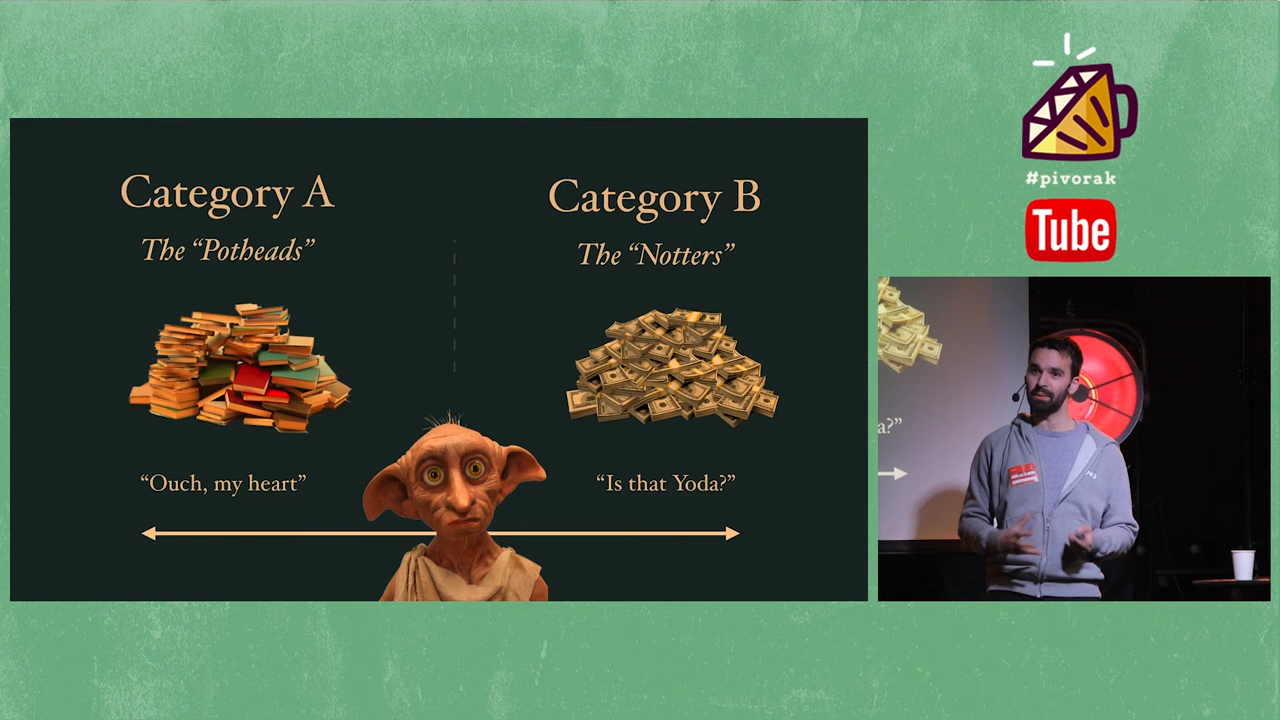 Category A
The “Potheads”
“Ouch, my heart”
Category B
The “Notters”
“Is that Yoda?”
#pivorak
Tube
a?”